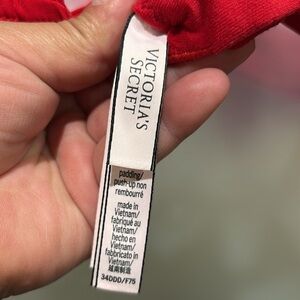 VICTORIA'S
SECRET
padding/
push-up non
rembourré
made in
Vietnam/
fabriqué au
Vietnam/
hecho en
Vietnam/
fabricato in
Vietnam/
越南制造
34DDD/F75